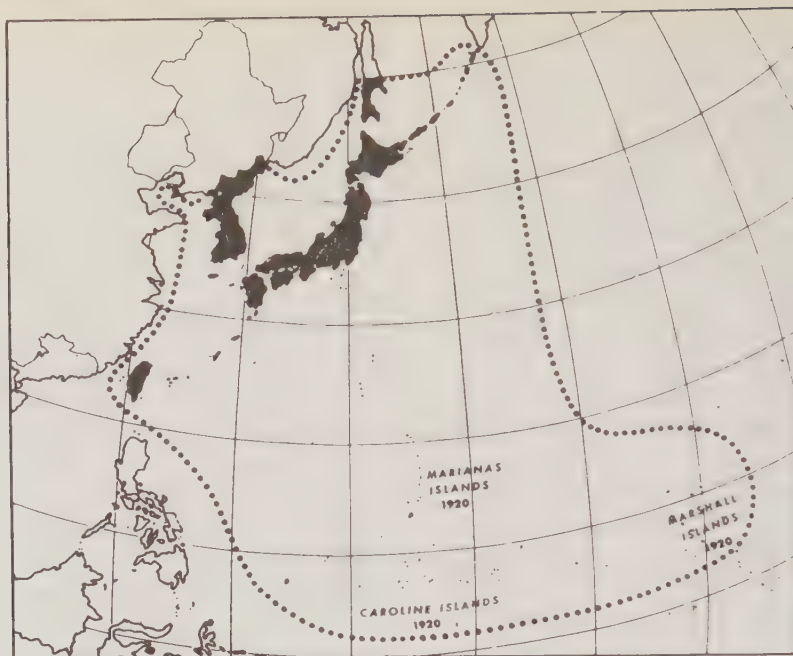 MARIANAS
ISLANDS
1920
MARSHALL
ISLANDS
1920
CAROLINE ISLANDS
1920